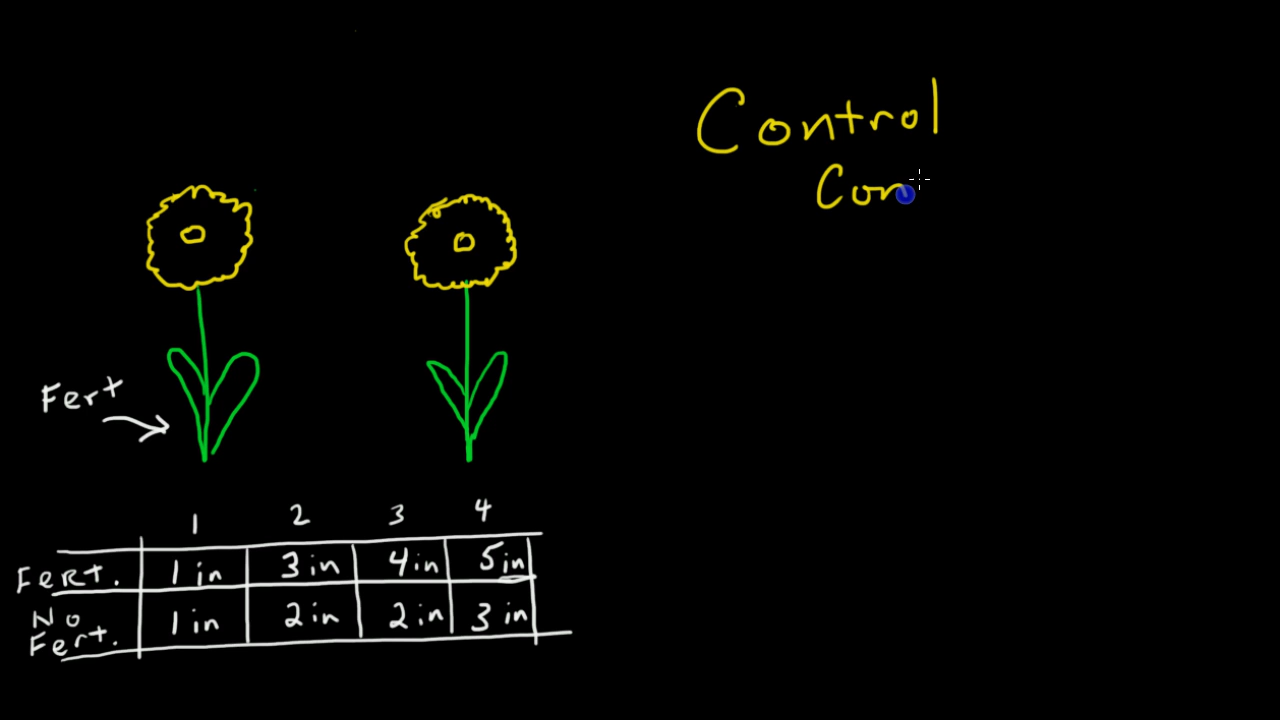 Control
Con
Fert
1 2 3 4
Fert. 1 in 3 in 4 in 5 in
No Fert. 1 in 2 in 2 in 3 in